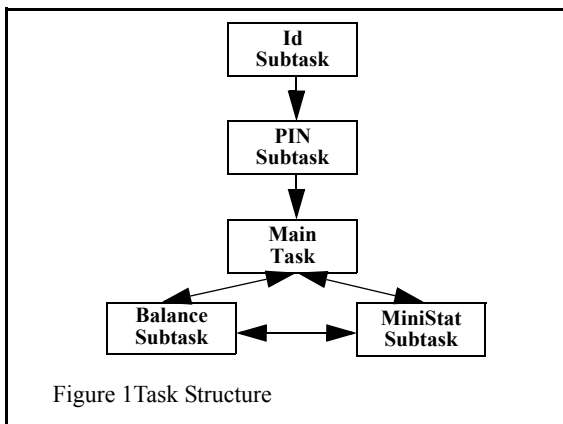 Id
Subtask
PIN
Subtask
Main
Task
Balance
Subtask
MiniStat
Subtask
Figure 1Task Structure